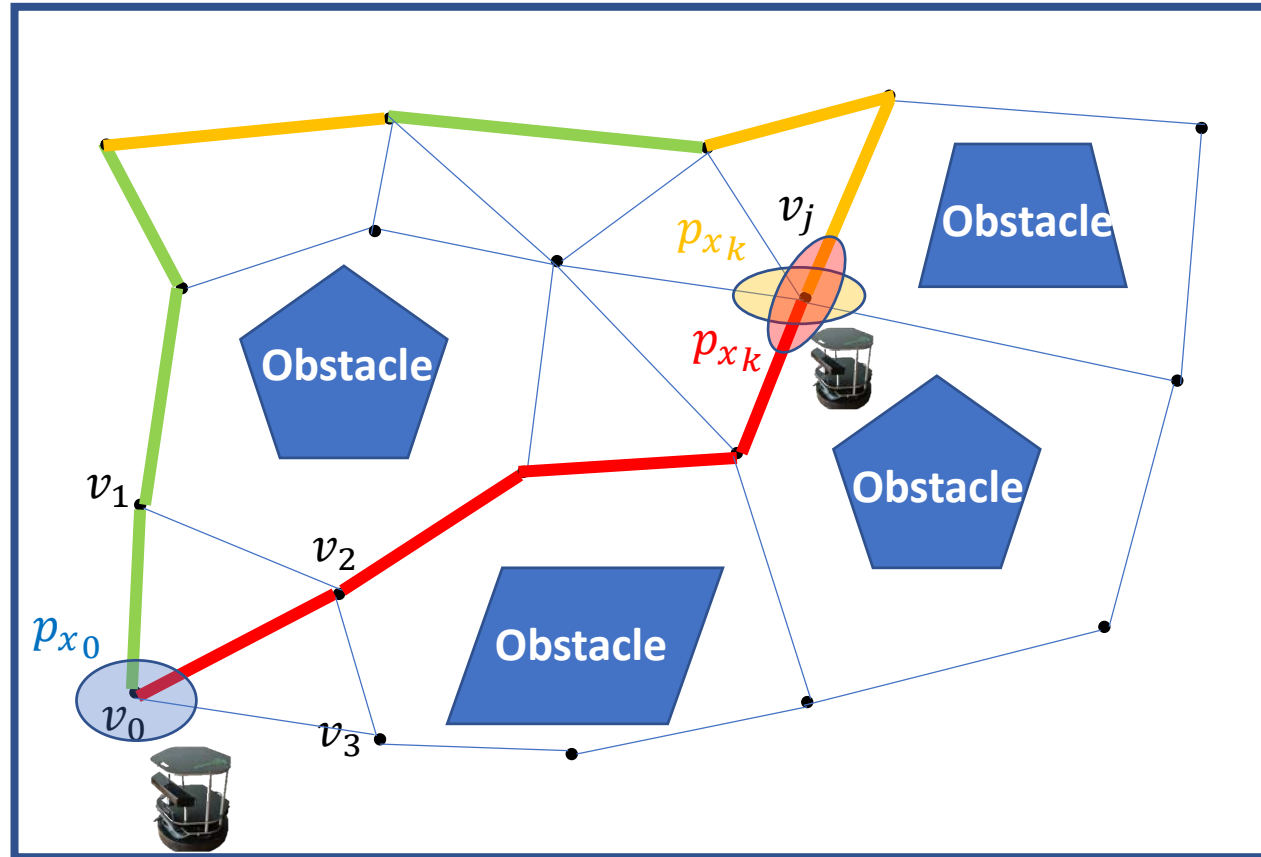 v_j
Obstacle
p_{x_k}
p_{x_k}
Obstacle
v_1
Obstacle
v_2
p_{x_0}
Obstacle
v_0
v_3